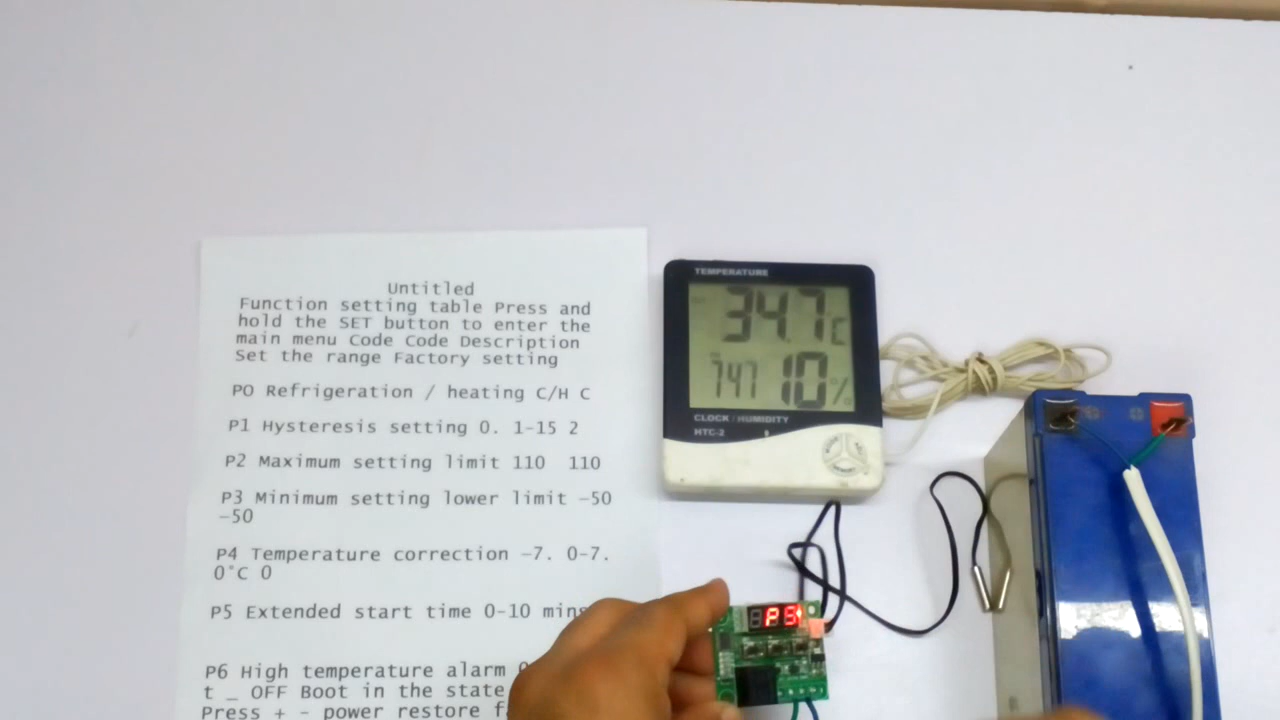 Untitled
Function setting table Press and
hold the SET button to enter the
main menu Code Code Description
Set the range Factory setting
PO Refrigeration / heating C/H C
P1 Hysteresis setting 0. 1-15 2
P2 Maximum setting limit 110 110
P3 Minimum setting lower limit -50
-50
P4 Temperature correction -7. 0-7.
0°C 0
P5 Extended start time 0-10 mins
P6 High temperature alarm
t _ OFF Boot in the state
Press + - power restore
TEMPERATURE
34.7 C
747 10%
CLOCK / HUMIDITY
HTC-2